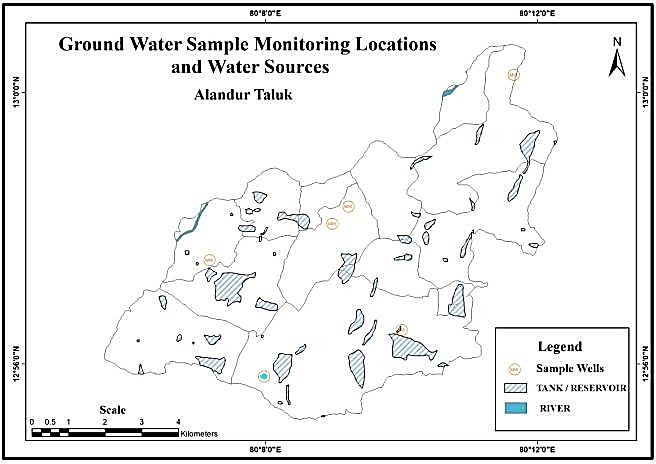 80°8'0"E
80°12'0"E
Ground Water Sample Monitoring Locations
and Water Sources
Alandur Taluk
N
13°0'0"N
13°0'0"N
12°56'0"N
12°56'0"N
Legend
Sample Wells
TANK / RESERVOIR
RIVER
Scale
0 0.5 1 2 3 4
Kilometers
80°8'0"E
80°12'0"E